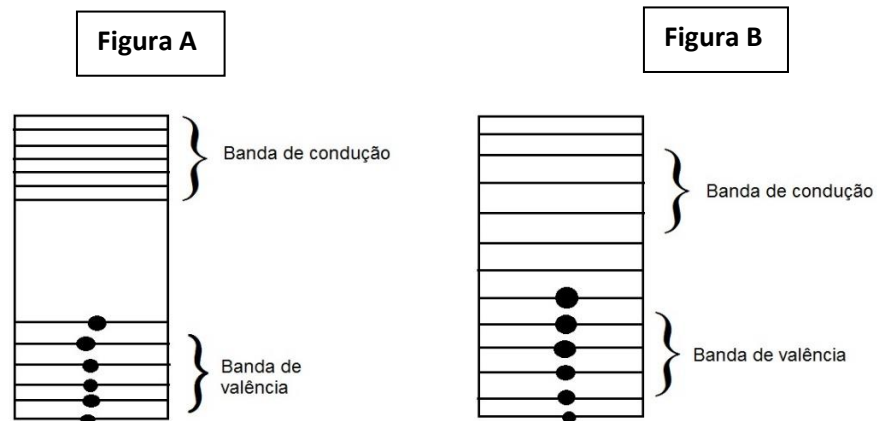 Figura A
Figura B
Banda de condução
Banda de condução
Banda de
valência
Banda de valência